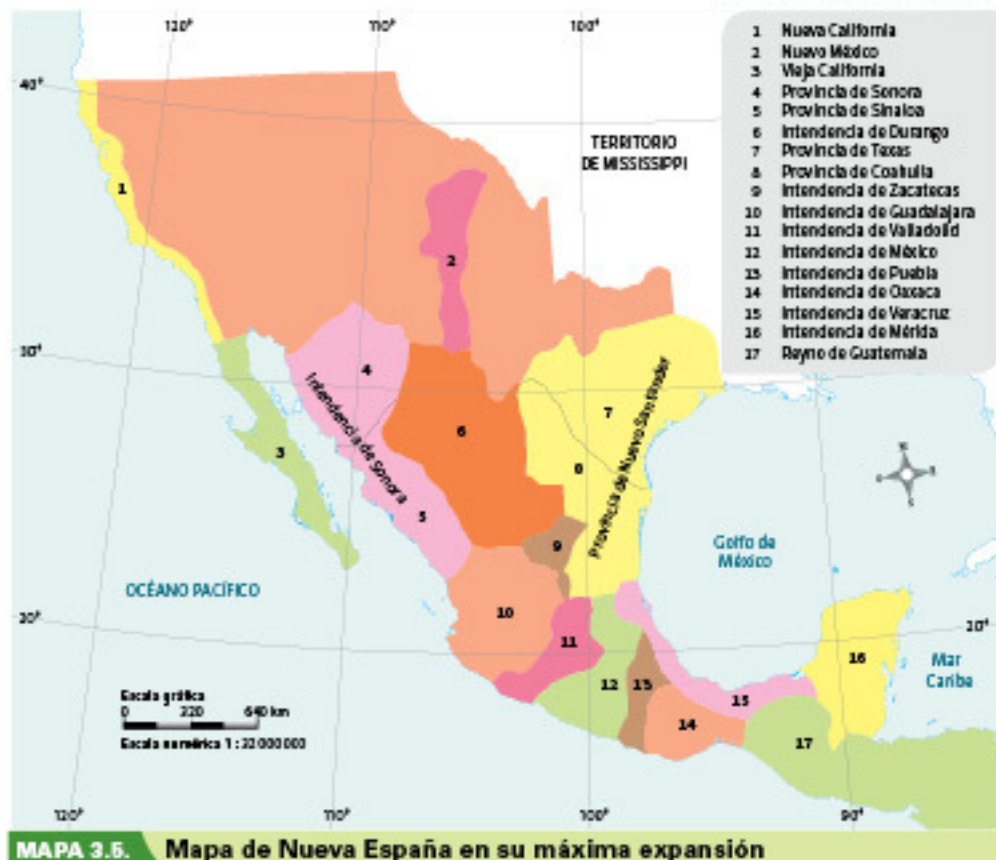 120°
110°
100°
40°
30°
20°
20°
120°
110°
100°
90°
1 Nueva California
2 Nuevo México
3 Vieja California
4 Provincia de Sonora
5 Provincia de Sinaloa
6 Intendencia de Durango
7 Provincia de Texas
8 Provincia de Coahuila
9 Intendencia de Zacatecas
10 Intendencia de Guadalajara
11 Intendencia de Valladolid
12 Intendencia de México
13 Intendencia de Puebla
14 Intendencia de Oaxaca
15 Intendencia de Veracruz
16 Intendencia de Mérida
17 Reyno de Guatemala
TERRITORIO
DE MISSISSIPPI
1
2
3
4
Intendencia de Sonora
5
6
7
8
Provincia de Nuevo San
9
10
11
12
13
14
15
16
17
OCÉANO PACÍFICO
Golfo de
México
Mar
Caribe
Escala gráfica
0 320 640 km
Escala numérica 1 : 32 000 000
MAPA 3.5. Mapa de Nueva España en su máxima expansión